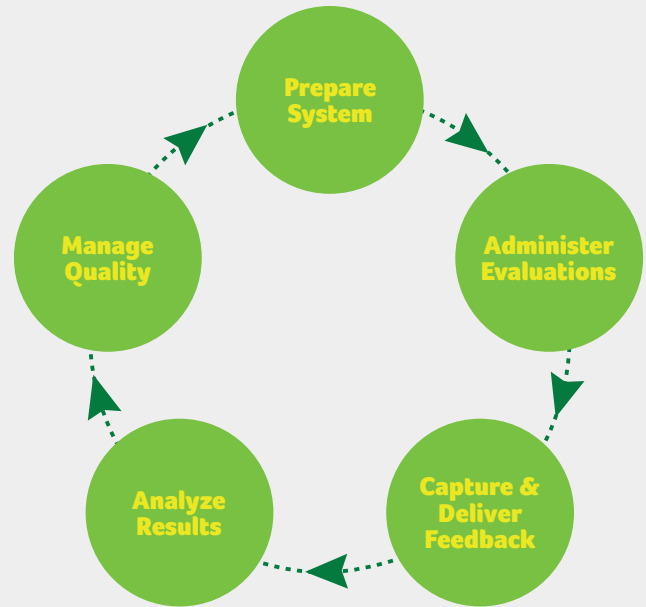 Prepare
System
Administer
Evaluations
Capture &
Deliver
Feedback
Analyze
Results
Manage
Quality